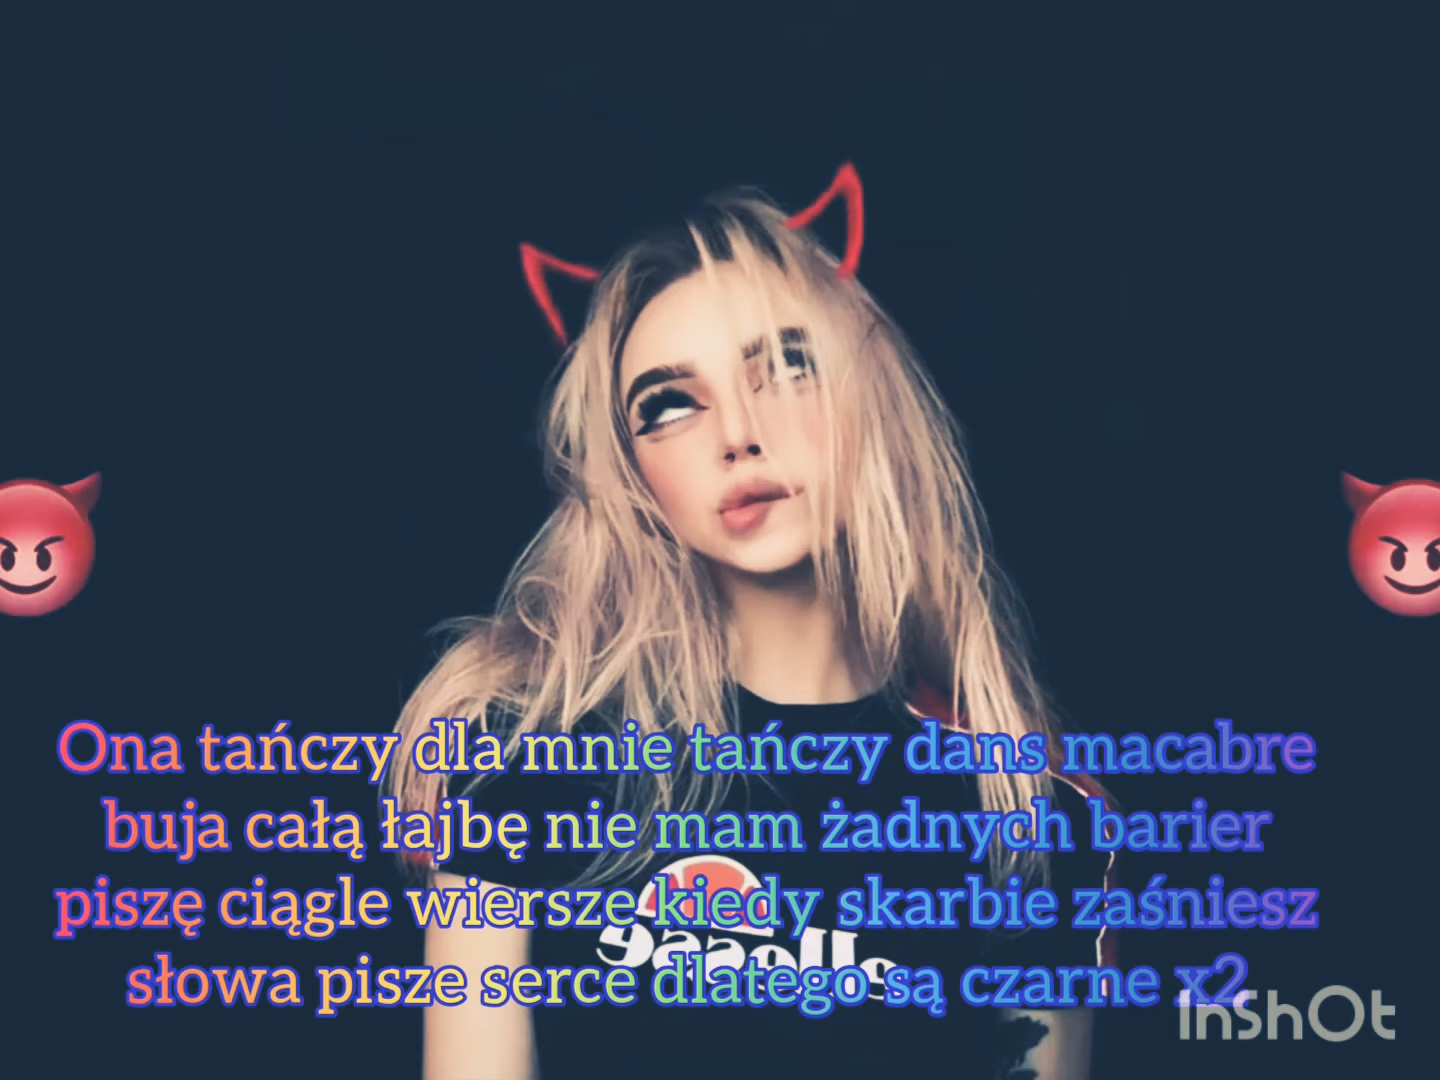 Ona tańczy dla mnie tańczy dans macabre
buja całą łajbę nie mam żadnych barier
piszę ciągle wiersze kiedy skarbie zaśniesz
ellesse
słowa pisze serce dlatego są czarne x2
InShOt